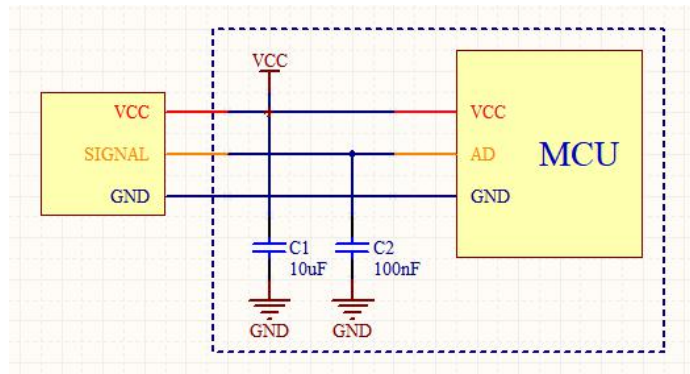 VCC
VCC
VCC
SIGNAL
AD
MCU
GND
GND
C1
10uF
C2
100nF
GND
GND